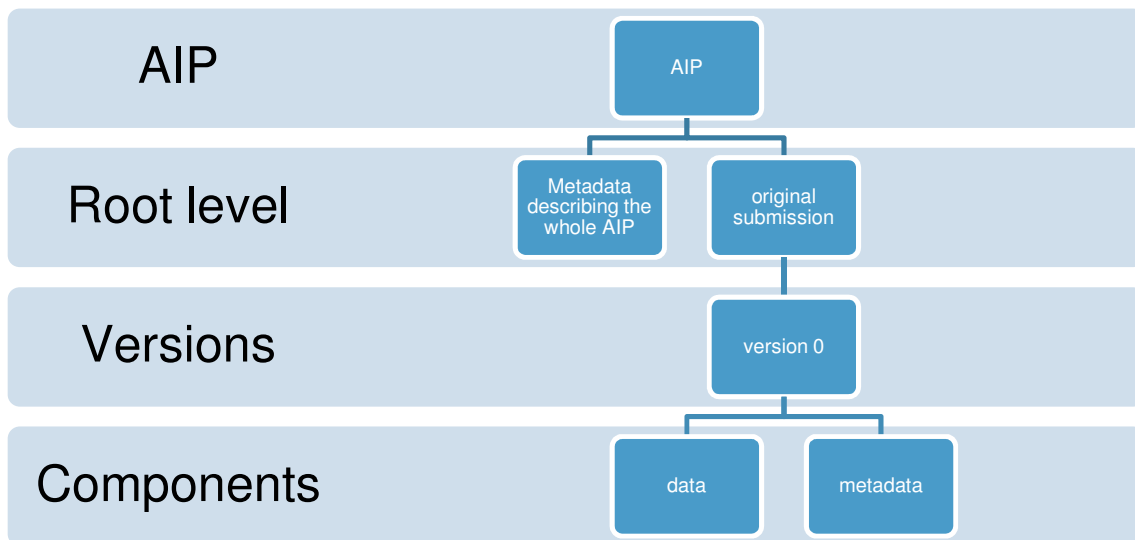 AIP
AIP
Root level
Metadata
describing the
whole AIP
original
submission
Versions
version 0
Components
data
metadata